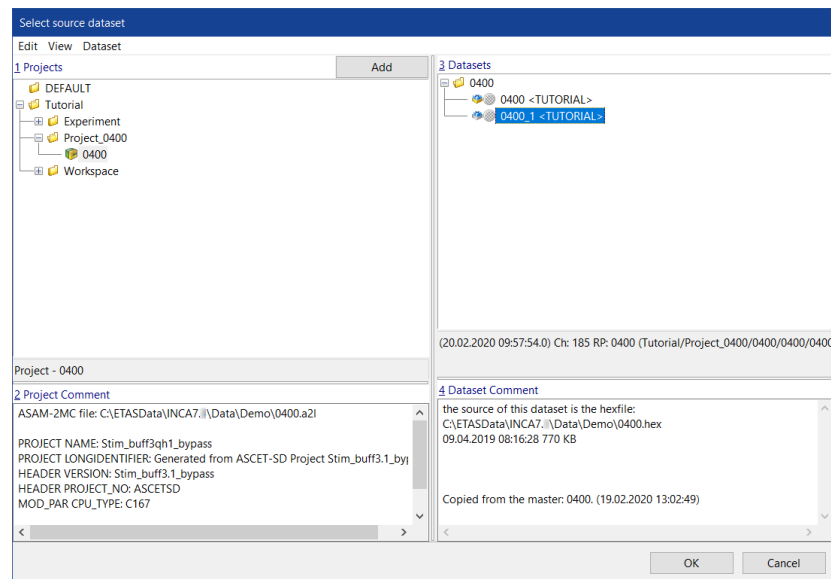 Select source dataset
Edit View Dataset
1 Projects
Add
DEFAULT
Tutorial
Experiment
Project_0400
0400
Workspace
Project - 0400
2 Project Comment
ASAM-2MC file: C:\ETASData\INCA7. \Data\Demo\0400.a2l
PROJECT NAME: Stim_buff3qh1_bypass
PROJECT LONGIDENTIFIER: Generated from ASCET-SD Project Stim_buff3.1_byp
HEADER VERSION: Stim_buff3.1_bypass
HEADER PROJECT_NO: ASCETSD
MOD_PAR CPU_TYPE: C167
3 Datasets
0400
0400 <TUTORIAL>
0400_1 <TUTORIAL>
(20.02.2020 09:57:54.0) Ch: 185 RP: 0400 (Tutorial/Project_0400/0400/0400/0400
4 Dataset Comment
the source of this dataset is the hexfile:
C:\ETASData\INCA7. \Data\Demo\0400.hex
09.04.2019 08:16:28 770 KB
Copied from the master: 0400. (19.02.2020 13:02:49)
OK
Cancel